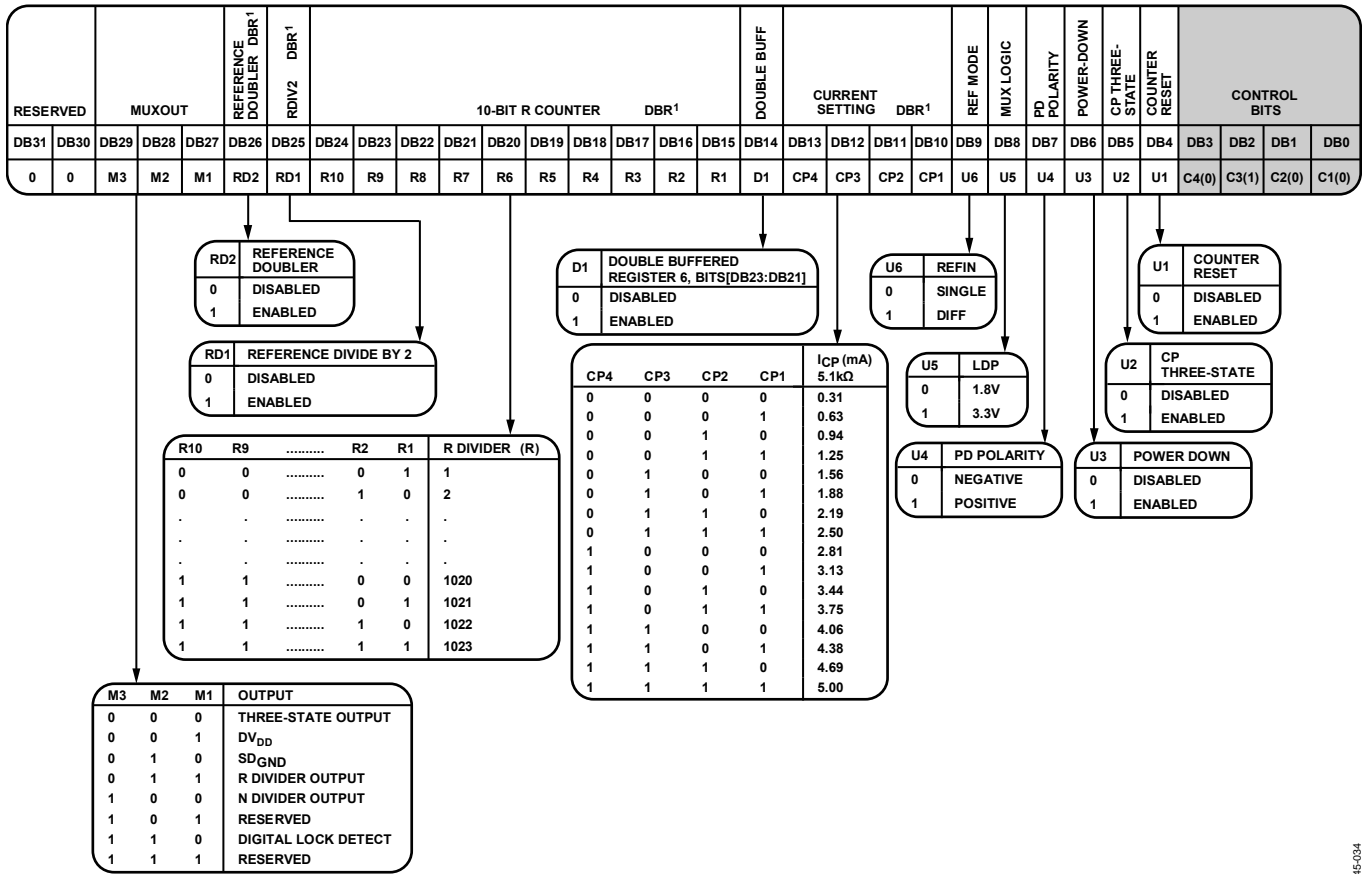 RESERVED MUXOUT REFERENCE DOUBLER DBR1 RDIV2 DBR1 10-BIT R COUNTER DBR1 DOUBLE BUFF CURRENT SETTING DBR1 REF MODE MUX LOGIC PD POLARITY POWER-DOWN CP THREE-STATE COUNTER RESET CONTROL BITS
DB31 DB30 DB29 DB28 DB27 DB26 DB25 DB24 DB23 DB22 DB21 DB20 DB19 DB18 DB17 DB16 DB15 DB14 DB13 DB12 DB11 DB10 DB9 DB8 DB7 DB6 DB5 DB4 DB3 DB2 DB1 DB0
0 0 M3 M2 M1 RD2 RD1 R10 R9 R8 R7 R6 R5 R4 R3 R2 R1 D1 CP4 CP3 CP2 CP1 U6 U5 U4 U3 U2 U1 C4(0) C3(1) C2(0) C1(0)
RD2 REFERENCE DOUBLER
0 DISABLED
1 ENABLED
RD1 REFERENCE DIVIDE BY 2
0 DISABLED
1 ENABLED
R10 R9 .......... R2 R1 R DIVIDER (R)
0 0 .......... 0 1 1
0 0 .......... 1 0 2
. . .......... . . .
. . .......... . . .
. . .......... . . .
1 1 .......... 0 0 1020
1 1 .......... 0 1 1021
1 1 .......... 1 0 1022
1 1 .......... 1 1 1023
M3 M2 M1 OUTPUT
0 0 0 THREE-STATE OUTPUT
0 0 1 DVDD
0 1 0 SDGND
0 1 1 R DIVIDER OUTPUT
1 0 0 N DIVIDER OUTPUT
1 0 1 RESERVED
1 1 0 DIGITAL LOCK DETECT
1 1 1 RESERVED
D1 DOUBLE BUFFERED
REGISTER 6, BITS[DB23:DB21]
0 DISABLED
1 ENABLED
CP4 CP3 CP2 CP1 ICP (mA) 5.1kΩ
0 0 0 0 0.31
0 0 0 1 0.63
0 0 1 0 0.94
0 0 1 1 1.25
0 1 0 0 1.56
0 1 0 1 1.88
0 1 1 0 2.19
0 1 1 1 2.50
1 0 0 0 2.81
1 0 0 1 3.13
1 0 1 0 3.44
1 0 1 1 3.75
1 1 0 0 4.06
1 1 0 1 4.38
1 1 1 0 4.69
1 1 1 1 5.00
U6 REFIN
0 SINGLE
1 DIFF
U5 LDP
0 1.8V
1 3.3V
U4 PD POLARITY
0 NEGATIVE
1 POSITIVE
U1 COUNTER RESET
0 DISABLED
1 ENABLED
U2 CP THREE-STATE
0 DISABLED
1 ENABLED
U3 POWER DOWN
0 DISABLED
1 ENABLED
45-034